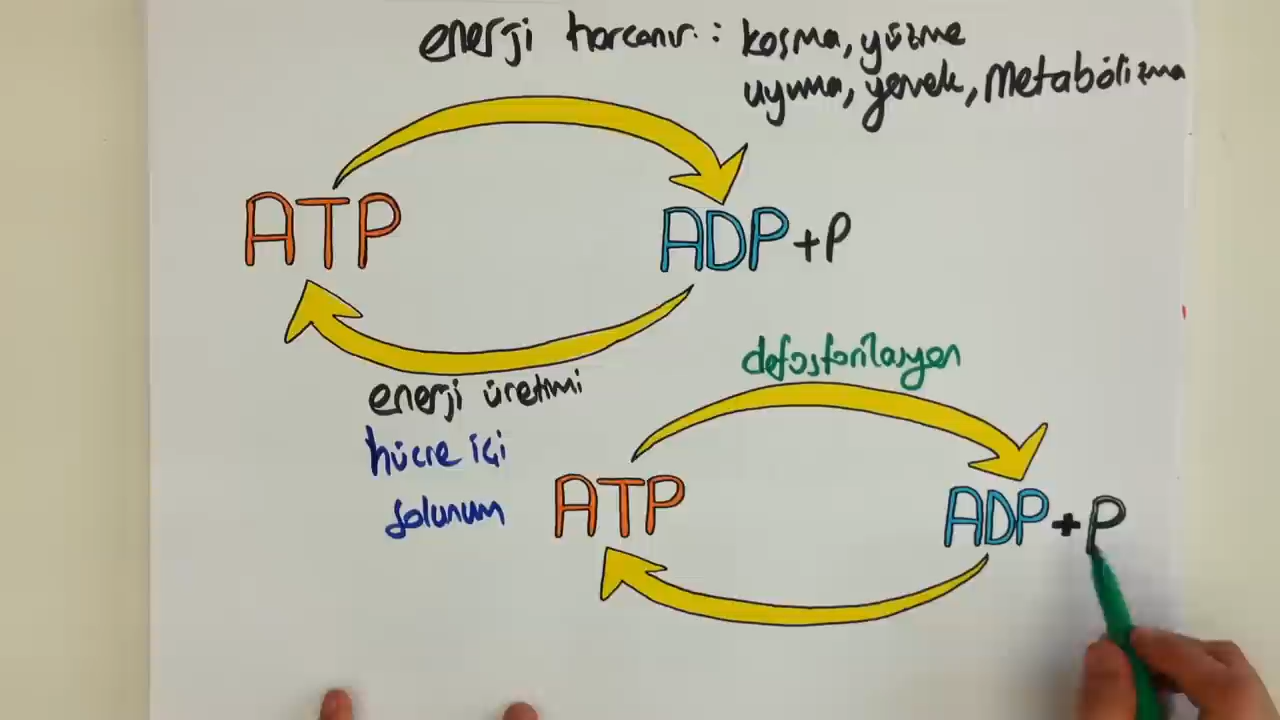 enerji harcanır. : koşma, yüzme
uyuma, yemek, Metabolizma
ATP
ADP + P
enerji üretimi
hücre içi
solunum
defosforilasyon
ATP
ADP + P